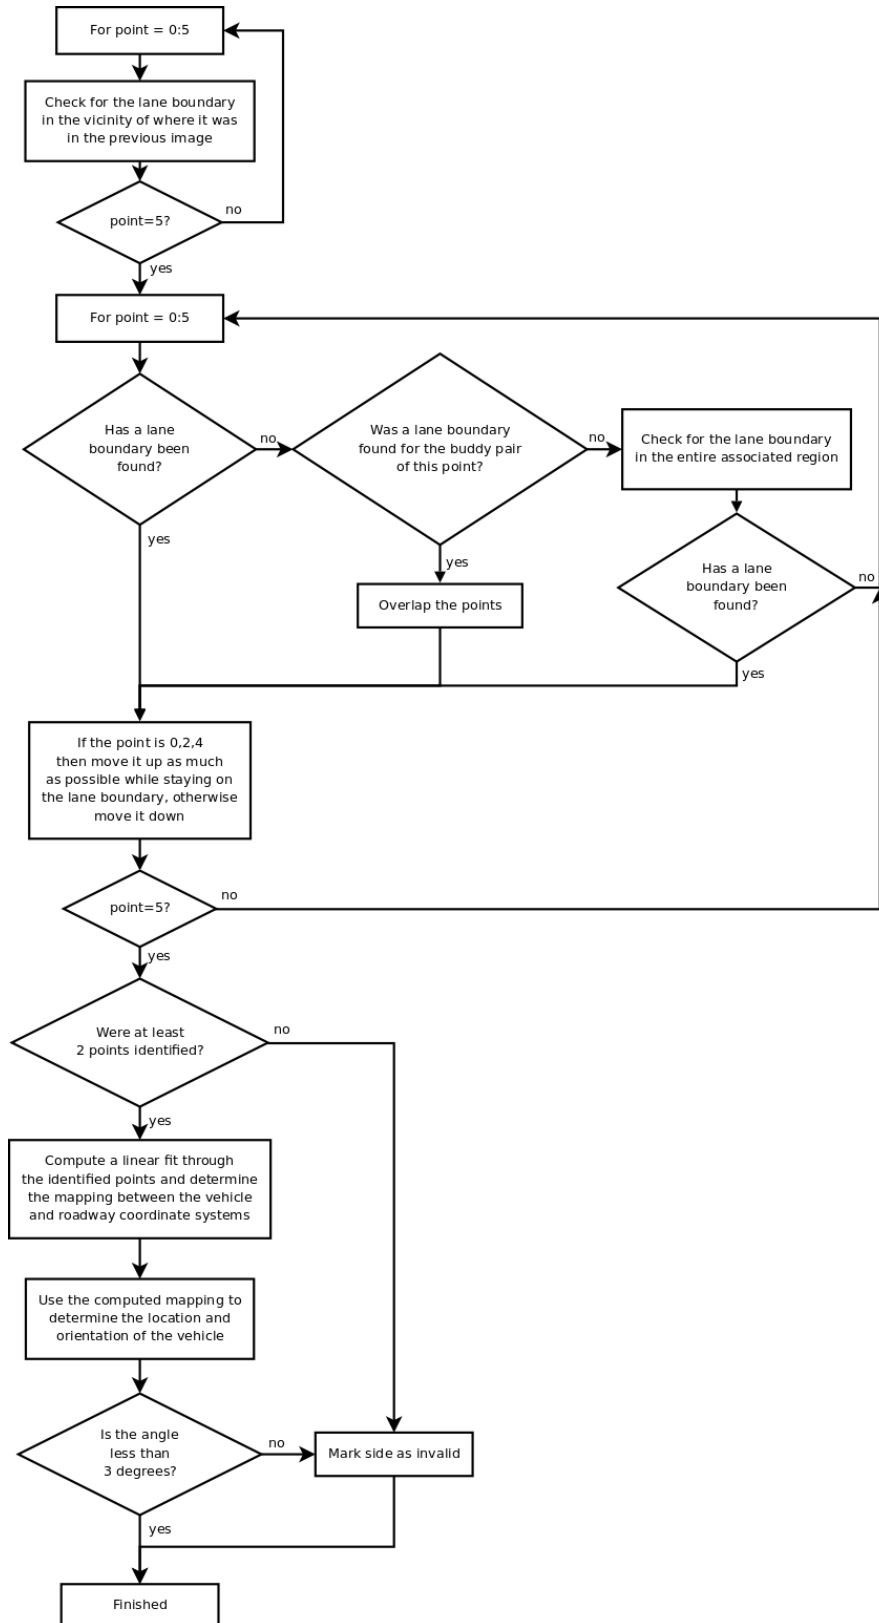 For point = 0:5
Check for the lane boundary
in the vicinity of where it was
in the previous image
point=5?
no
yes
For point = 0:5
Has a lane
boundary been
found?
no
yes
Was a lane boundary
found for the buddy pair
of this point?
no
yes
Check for the lane boundary
in the entire associated region
Has a lane
boundary been
found?
no
yes
Overlap the points
If the point is 0,2,4
then move it up as much
as possible while staying on
the lane boundary, otherwise
move it down
point=5?
no
yes
Were at least
2 points identified?
no
yes
Compute a linear fit through
the identified points and determine
the mapping between the vehicle
and roadway coordinate systems
Use the computed mapping to
determine the location and
orientation of the vehicle
Is the angle
less than
3 degrees?
no
yes
Mark side as invalid
Finished